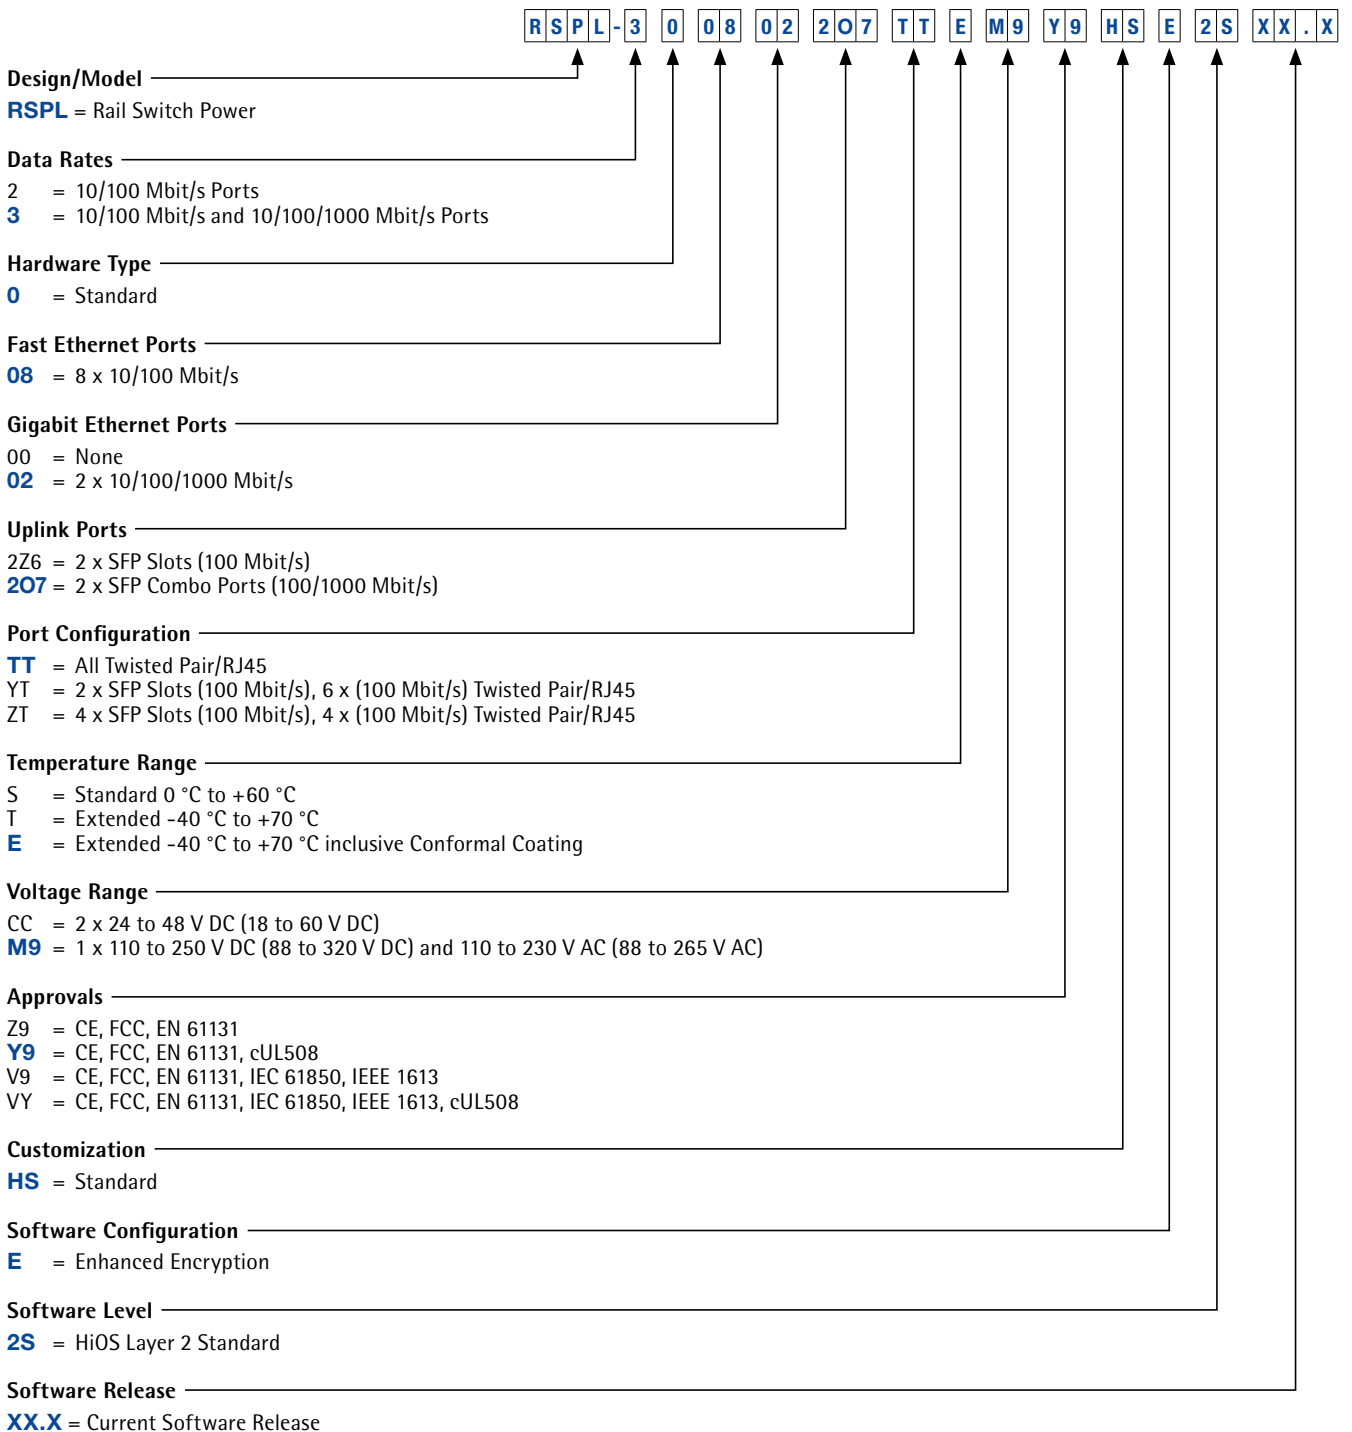 RSPL-3 0 08 02 2O7 TT E M9 Y9 HS E 2S XX.X
Design/Model
RSPL = Rail Switch Power
Data Rates
2 = 10/100 Mbit/s Ports
3 = 10/100 Mbit/s and 10/100/1000 Mbit/s Ports
Hardware Type
0 = Standard
Fast Ethernet Ports
08 = 8 x 10/100 Mbit/s
Gigabit Ethernet Ports
00 = None
02 = 2 x 10/100/1000 Mbit/s
Uplink Ports
2Z6 = 2 x SFP Slots (100 Mbit/s)
2O7 = 2 x SFP Combo Ports (100/1000 Mbit/s)
Port Configuration
TT = All Twisted Pair/RJ45
YT = 2 x SFP Slots (100 Mbit/s), 6 x (100 Mbit/s) Twisted Pair/RJ45
ZT = 4 x SFP Slots (100 Mbit/s), 4 x (100 Mbit/s) Twisted Pair/RJ45
Temperature Range
S = Standard 0 °C to +60 °C
T = Extended -40 °C to +70 °C
E = Extended -40 °C to +70 °C inclusive Conformal Coating
Voltage Range
CC = 2 x 24 to 48 V DC (18 to 60 V DC)
M9 = 1 x 110 to 250 V DC (88 to 320 V DC) and 110 to 230 V AC (88 to 265 V AC)
Approvals
Z9 = CE, FCC, EN 61131
Y9 = CE, FCC, EN 61131, cUL508
V9 = CE, FCC, EN 61131, IEC 61850, IEEE 1613
VY = CE, FCC, EN 61131, IEC 61850, IEEE 1613, cUL508
Customization
HS = Standard
Software Configuration
E = Enhanced Encryption
Software Level
2S = HiOS Layer 2 Standard
Software Release
XX.X = Current Software Release